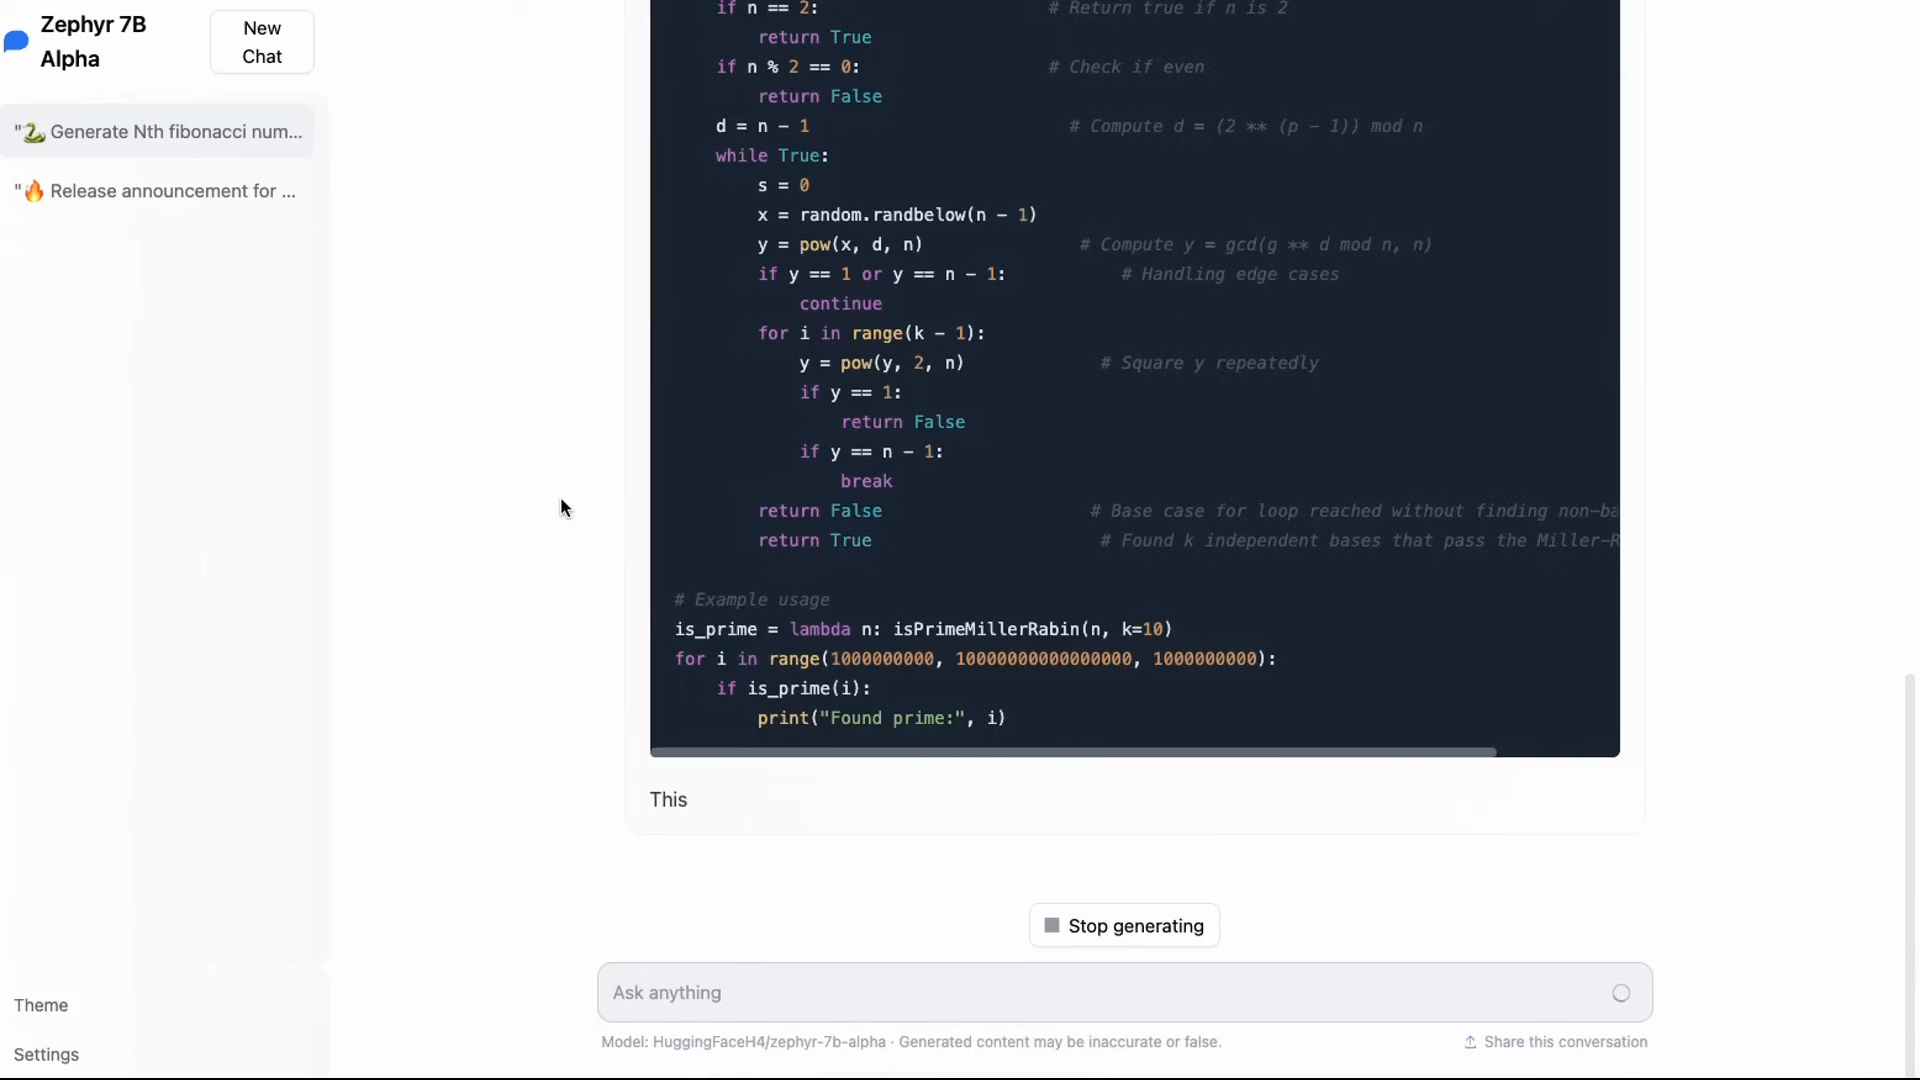 Zephyr 7B
Alpha
New
Chat
"🐍 Generate Nth fibonacci num...
"🔥 Release announcement for ...
if n == 2: # Return true if n is 2
return True
if n % 2 == 0: # Check if even
return False
d = n - 1 # Compute d = (2 ** (p - 1)) mod n
while True:
s = 0
x = random.randbelow(n - 1)
y = pow(x, d, n) # Compute y = gcd(g ** d mod n, n)
if y == 1 or y == n - 1: # Handling edge cases
continue
for i in range(k - 1):
y = pow(y, 2, n) # Square y repeatedly
if y == 1:
return False
if y == n - 1:
break
return False # Base case for loop reached without finding non-ba
return True # Found k independent bases that pass the Miller-R
# Example usage
is_prime = lambda n: isPrimeMillerRabin(n, k=10)
for i in range(1000000000, 10000000000000000, 1000000000):
if is_prime(i):
print("Found prime:", i)
This
Stop generating
Ask anything
Model: HuggingFaceH4/zephyr-7b-alpha · Generated content may be inaccurate or false.
Share this conversation
Theme
Settings